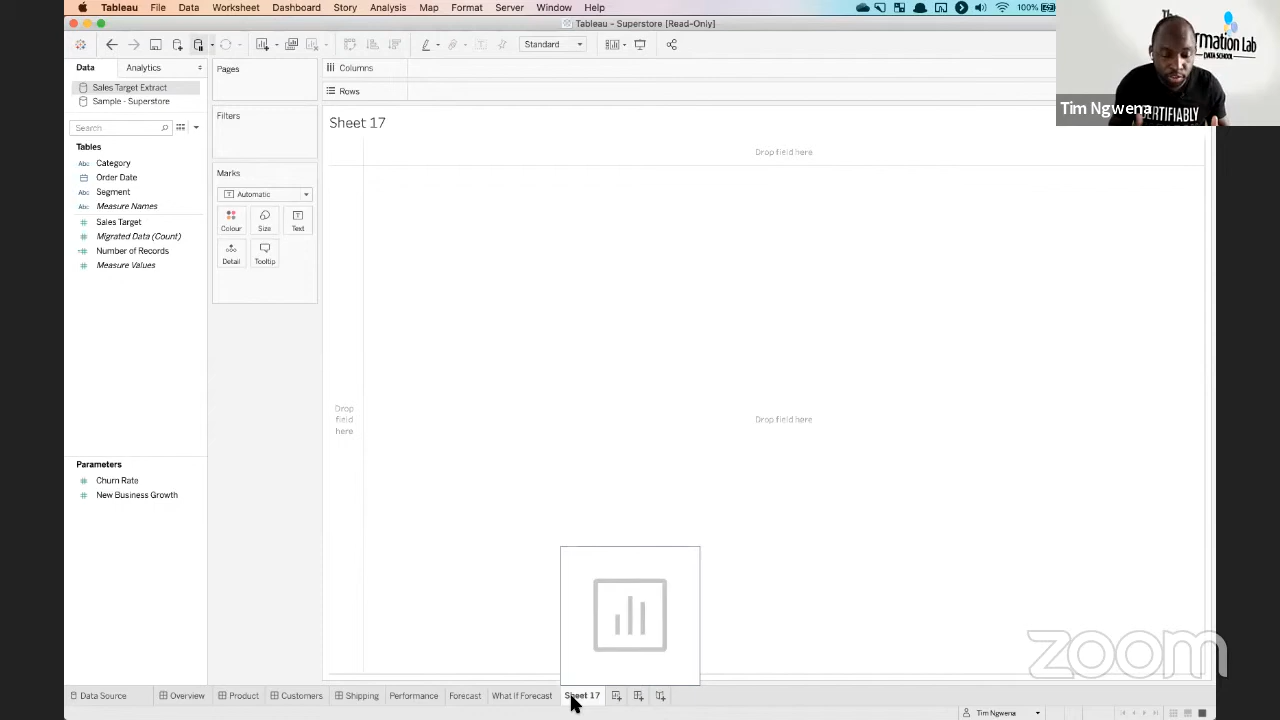 Tableau File Data Worksheet Dashboard Story Analysis Map Format Server Window Help
100%
Tableau - Superstore [Read-Only]
Standard
Data Analytics
Sales Target Extract
Sample - Superstore
Search
Tables
Category
Order Date
Segment
Measure Names
Sales Target
Migrated Data (Count)
Number of Records
Measure Values
Parameters
Churn Rate
New Business Growth
Pages
Filters
Marks
Automatic
Colour Size Text
Detail Tooltip
Columns
Rows
Sheet 17
Drop field here
Drop
field
here
Drop field here
Data Source Overview Product Customers Shipping Performance Forecast What If Forecast Sheet 17
Tim Ngwena
The
DATA SCHOOL
Tim Ngwena
zoom